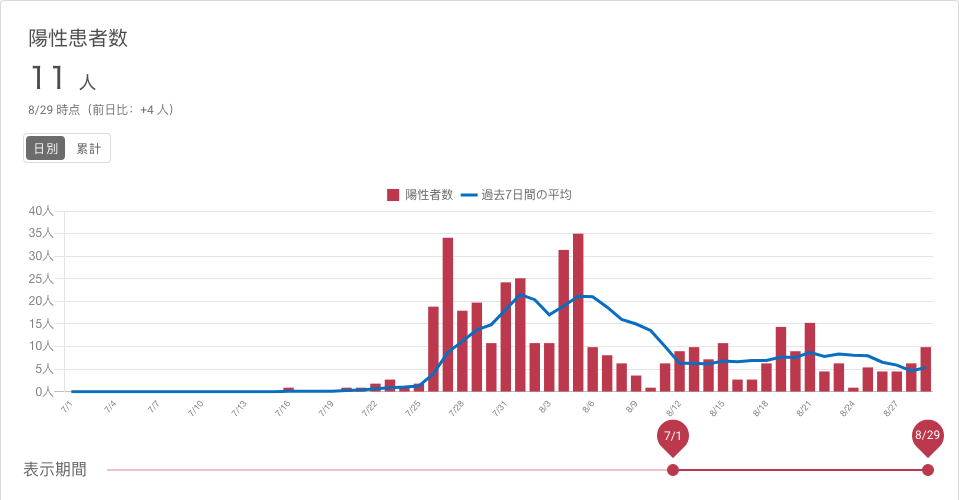 陽性患者数
11 人
8/29 時点（前日比：+4 人）
日別 累計
陽性者数 過去7日間の平均
40人
35人
30人
25人
20人
15人
10人
5人
0人
7/1 7/4 7/7 7/10 7/13 7/16 7/19 7/22 7/25 7/28 7/31 8/3 8/6 8/9 8/12 8/15 8/18 8/21 8/24 8/27
7/1 8/29
表示期間